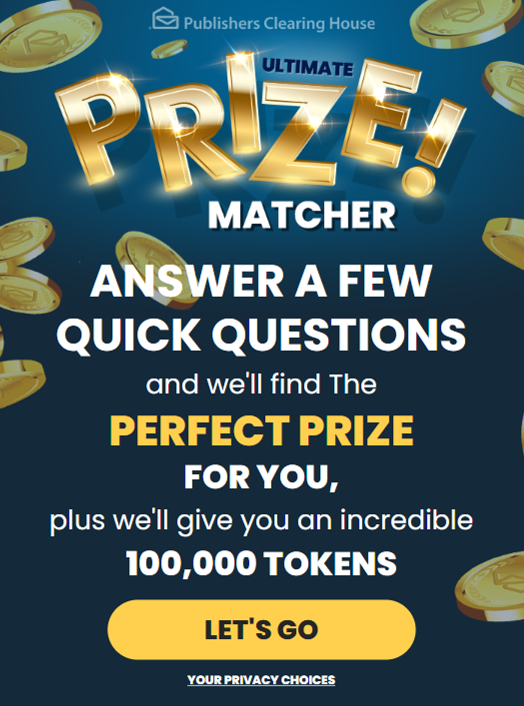 Publishers Clearing House
ULTIMATE
PRIZE!
MATCHER
ANSWER A FEW
QUICK QUESTIONS
and we'll find The
PERFECT PRIZE
FOR YOU,
plus we'll give you an incredible
100,000 TOKENS
LET'S GO
YOUR PRIVACY CHOICES